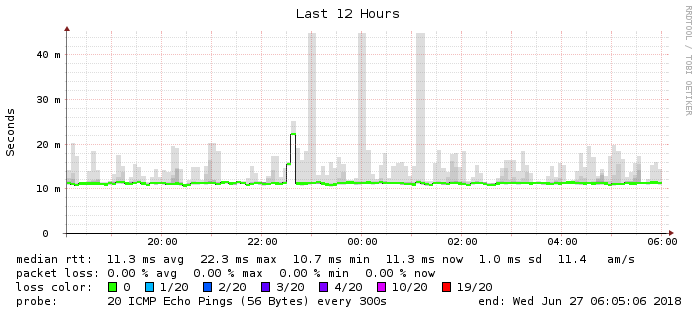 Last 12 Hours
RRDTOOL / TOBI OETIKER
Seconds
40 m
30 m
20 m
10 m
0
20:00 22:00 00:00 02:00 04:00 06:00
median rtt: 11.3 ms avg 22.3 ms max 10.7 ms min 11.3 ms now 1.0 ms sd 11.4 am/s
packet loss: 0.00 % avg 0.00 % max 0.00 % min 0.00 % now
loss color: 0 1/20 2/20 3/20 4/20 10/20 19/20
probe: 20 ICMP Echo Pings (56 Bytes) every 300s end: Wed Jun 27 06:05:06 2018